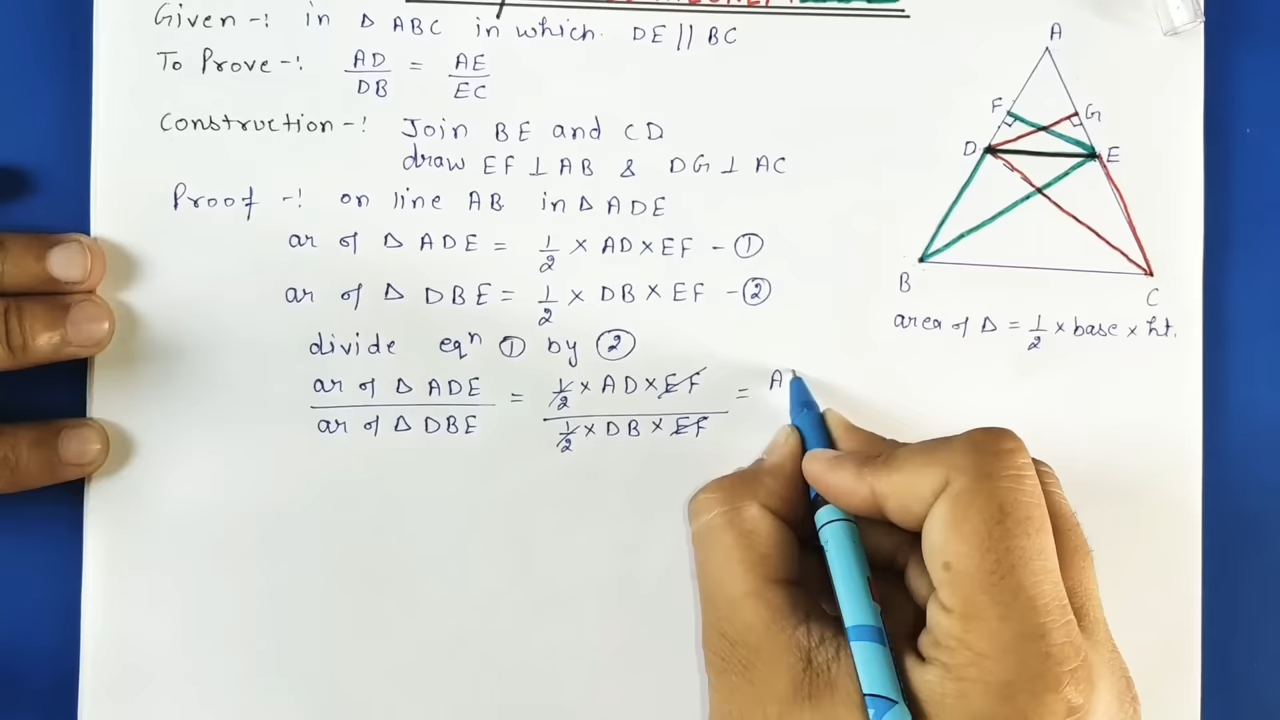 Given -: in Δ ABC in which. DE || BC
To Prove -: AD/DB = AE/EC
Construction -: Join BE and CD
draw EF ⊥ AB & DG ⊥ AC
Proof -: on line AB in Δ ADE
ar of Δ ADE = 1/2 × AD × EF - ①
ar of Δ DBE = 1/2 × DB × EF - ②
divide eqn ① by ②
ar of Δ ADE / ar of Δ DBE = 1/2 × AD × EF / 1/2 × DB × EF = A
A
F G
D E
B C
area of Δ = 1/2 × base × ht.